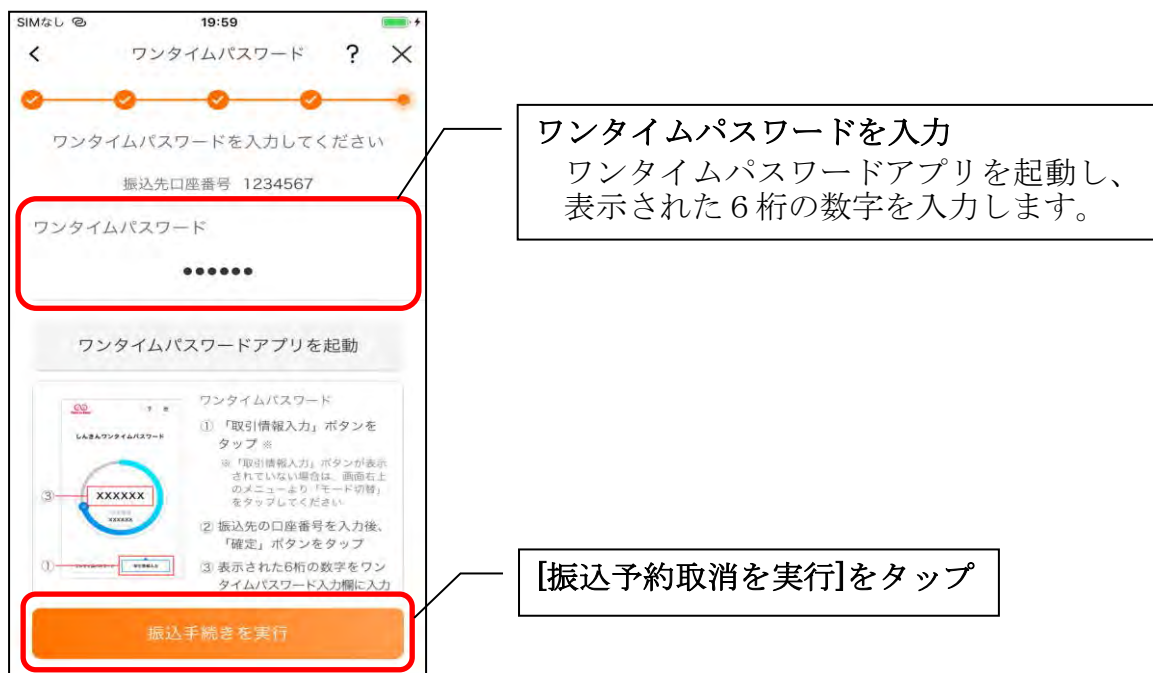 SIMなし
19:59
ワンタイムパスワード ?
ワンタイムパスワードを入力してください
振込先口座番号 1234567
ワンタイムパスワード
●●●●●●
ワンタイムパスワードアプリを起動
しんきんワンタイムパスワード
③
XXXXXX
XXXXXX
①
ワンタイムパスワード
① 「取引情報入力」ボタンを
タップ ※
※「取引情報入力」ボタンが表示
されていない場合は、画面右上
のメニューより「モード切替」
をタップしてください
② 振込先の口座番号を入力後、
「確定」ボタンをタップ
③ 表示された6桁の数字をワン
タイムパスワード入力欄に入力
振込手続きを実行
ワンタイムパスワードを入力
ワンタイムパスワードアプリを起動し、
表示された６桁の数字を入力します。
[振込予約取消を実行]をタップ